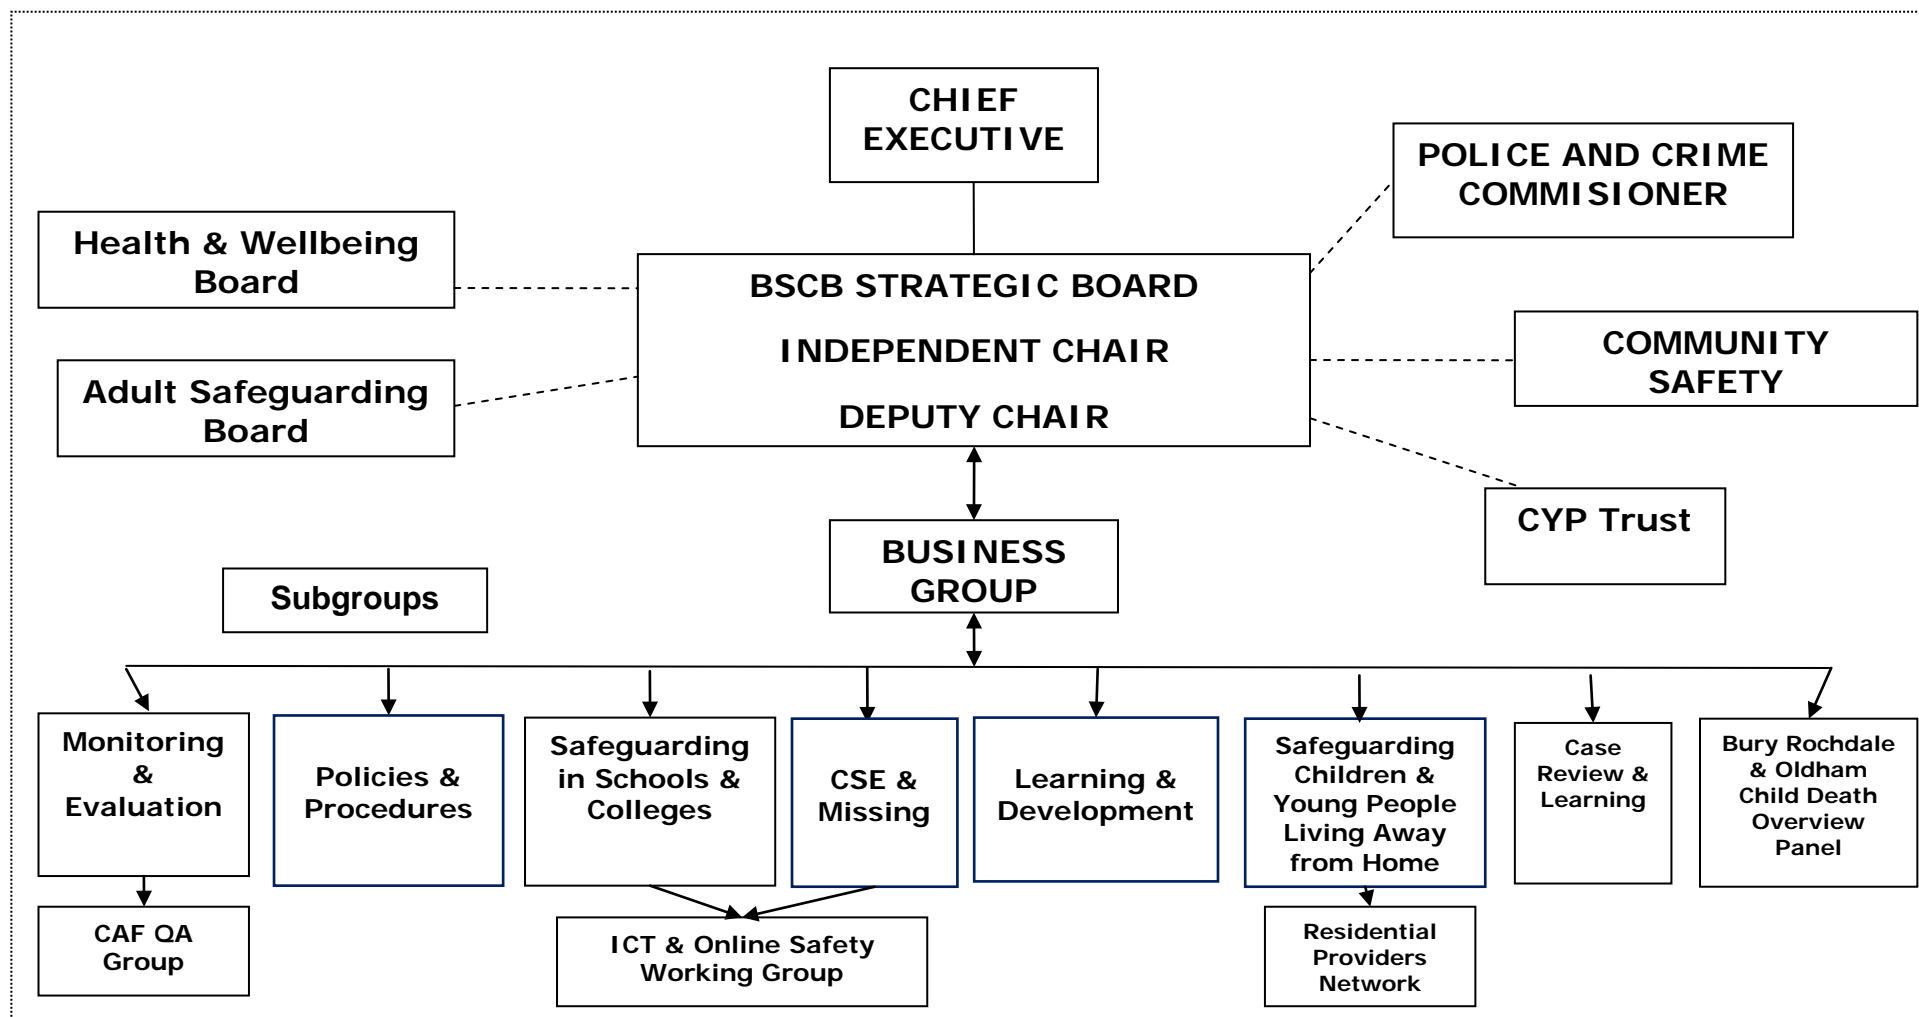 CHIEF
EXECUTIVE
POLICE AND CRIME
COMMISIONER
Health & Wellbeing
Board
BSCB STRATEGIC BOARD
INDEPENDENT CHAIR
DEPUTY CHAIR
COMMUNITY
SAFETY
Adult Safeguarding
Board
CYP Trust
BUSINESS
GROUP
Subgroups
Monitoring
&
Evaluation
Policies &
Procedures
Safeguarding
in Schools &
Colleges
CSE &
Missing
Learning &
Development
Safeguarding
Children &
Young People
Living Away
from Home
Case
Review &
Learning
Bury Rochdale
& Oldham
Child Death
Overview
Panel
CAF QA
Group
ICT & Online Safety
Working Group
Residential
Providers
Network